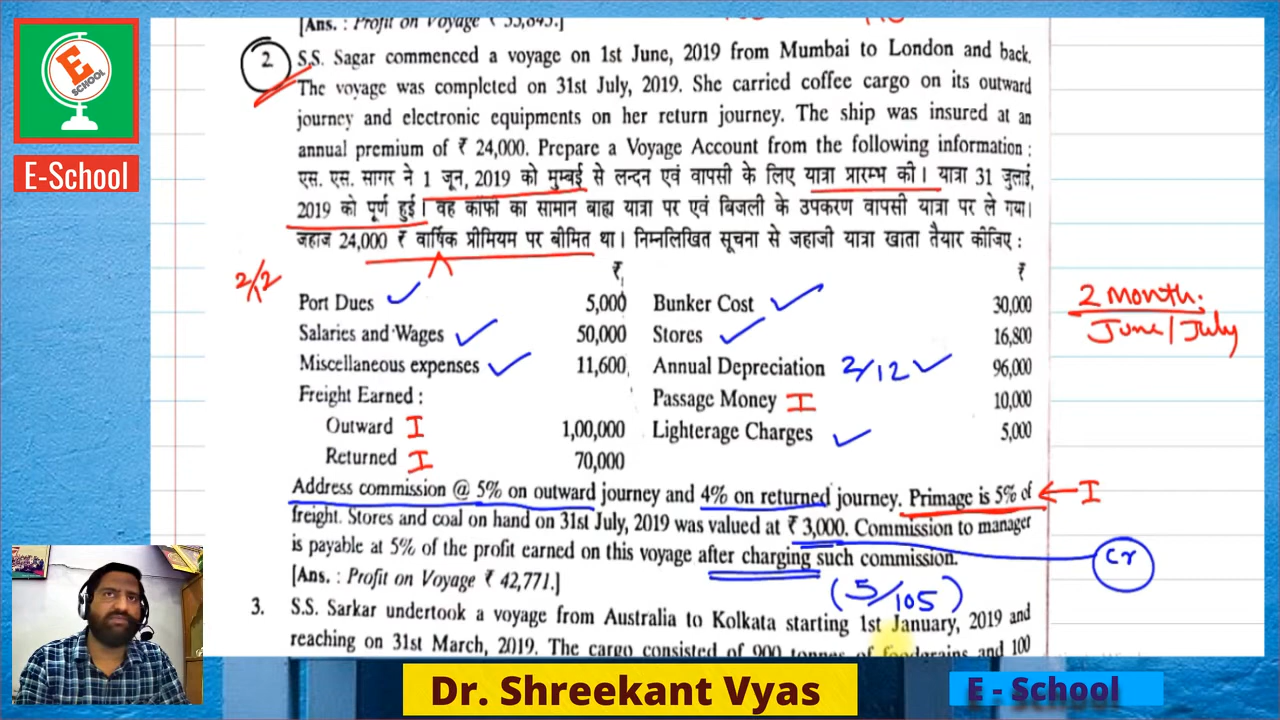 [Ans. : Profit on Voyage ₹ 55,845.]
2. S.S. Sagar commenced a voyage on 1st June, 2019 from Mumbai to London and back.
The voyage was completed on 31st July, 2019. She carried coffee cargo on its outward
journey and electronic equipments on her return journey. The ship was insured at an
annual premium of ₹ 24,000. Prepare a Voyage Account from the following information :
एस. एस. सागर ने 1 जून, 2019 को मुम्बई से लन्दन एवं वापसी के लिए यात्रा प्रारम्भ की। यात्रा 31 जुलाई,
2019 को पूर्ण हुई। वह काफी का सामान बाह्य यात्रा पर एवं बिजली के उपकरण वापसी यात्रा पर ले गया।
जहाज 24,000 ₹ वार्षिक प्रीमियम पर बीमित था। निम्नलिखित सूचना से जहाजी यात्रा खाता तैयार कीजिए :
2/12
₹ ₹
Port Dues 5,000 Bunker Cost 30,000
Salaries and Wages 50,000 Stores 16,800
Miscellaneous expenses 11,600 Annual Depreciation 2/12 96,000
Freight Earned : Passage Money I 10,000
Outward I 1,00,000 Lighterage Charges 5,000
Returned I 70,000
2 month.
June/July
Address commission @ 5% on outward journey and 4% on returned journey. Primage is 5% of I
freight. Stores and coal on hand on 31st July, 2019 was valued at ₹ 3,000. Commission to manager
is payable at 5% of the profit earned on this voyage after charging such commission. Cr
[Ans. : Profit on Voyage ₹ 42,771.] (5/105)
3. S.S. Sarkar undertook a voyage from Australia to Kolkata starting 1st January, 2019 and
reaching on 31st March, 2019. The cargo consisted of 900 tonnes of foodgrains and 100
E
SCHOOL
E-School
Dr. Shreekant Vyas
E - School